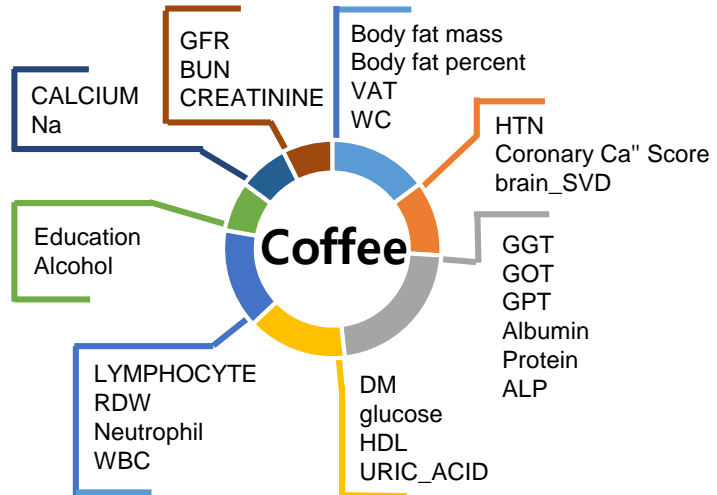 GFR
BUN
CREATININE
Body fat mass
Body fat percent
VAT
WC
CALCIUM
Na
HTN
Coronary Ca" Score
brain_SVD
Education
Alcohol
Coffee
GGT
GOT
GPT
Albumin
Protein
ALP
LYMPHOCYTE
RDW
Neutrophil
WBC
DM
glucose
HDL
URIC_ACID